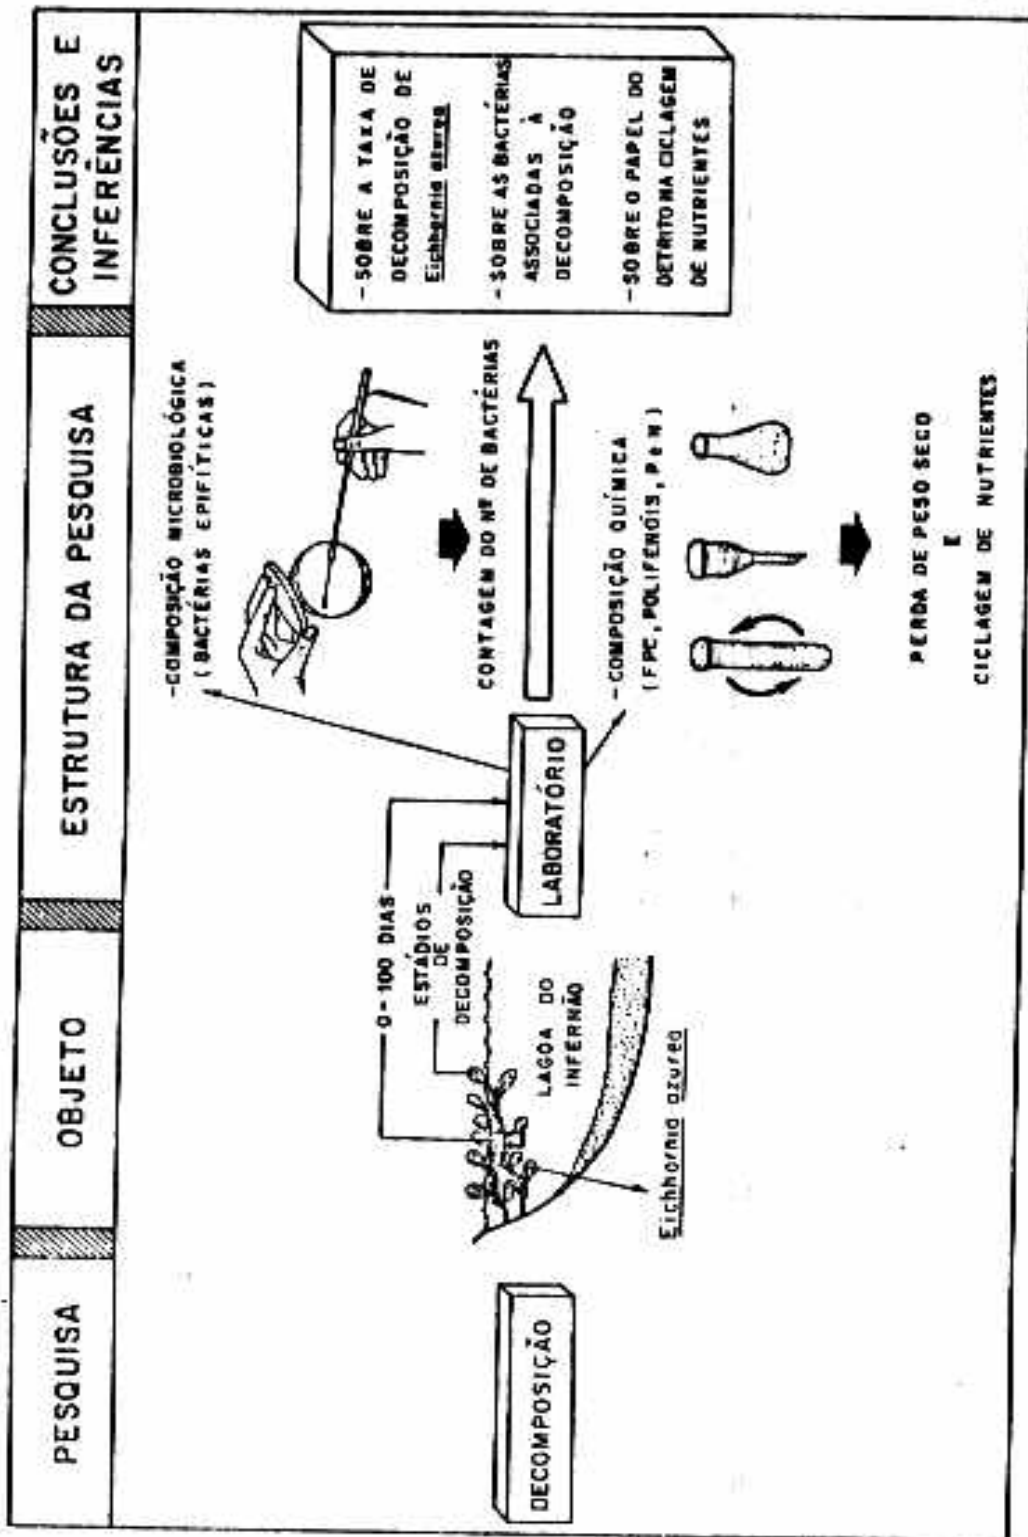 PESQUISA
OBJETO
ESTRUTURA DA PESQUISA
CONCLUSÕES E
INFERÊNCIAS
DECOMPOSIÇÃO
0-100 DIAS
ESTÁDIOS
DE
DECOMPOSIÇÃO
LAGOA DO
INFERNÃO
Eichhornia azurea
LABORATÓRIO
-COMPOSIÇÃO MICROBIOLÓGICA
(BACTÉRIAS EPIFÍTICAS)
CONTAGEM DO Nº DE BACTÉRIAS
-COMPOSIÇÃO QUÍMICA
(FPC, POLIFENÓIS, P e N)
PERDA DE PESO SECO
E
CICLAGEM DE NUTRIENTES
-SOBRE A TAXA DE
DECOMPOSIÇÃO DE
Eichhornia azurea
-SOBRE AS BACTÉRIAS
ASSOCIADAS À
DECOMPOSIÇÃO
-SOBRE O PAPEL DO
DETRITO NA CICLAGEM
DE NUTRIENTES